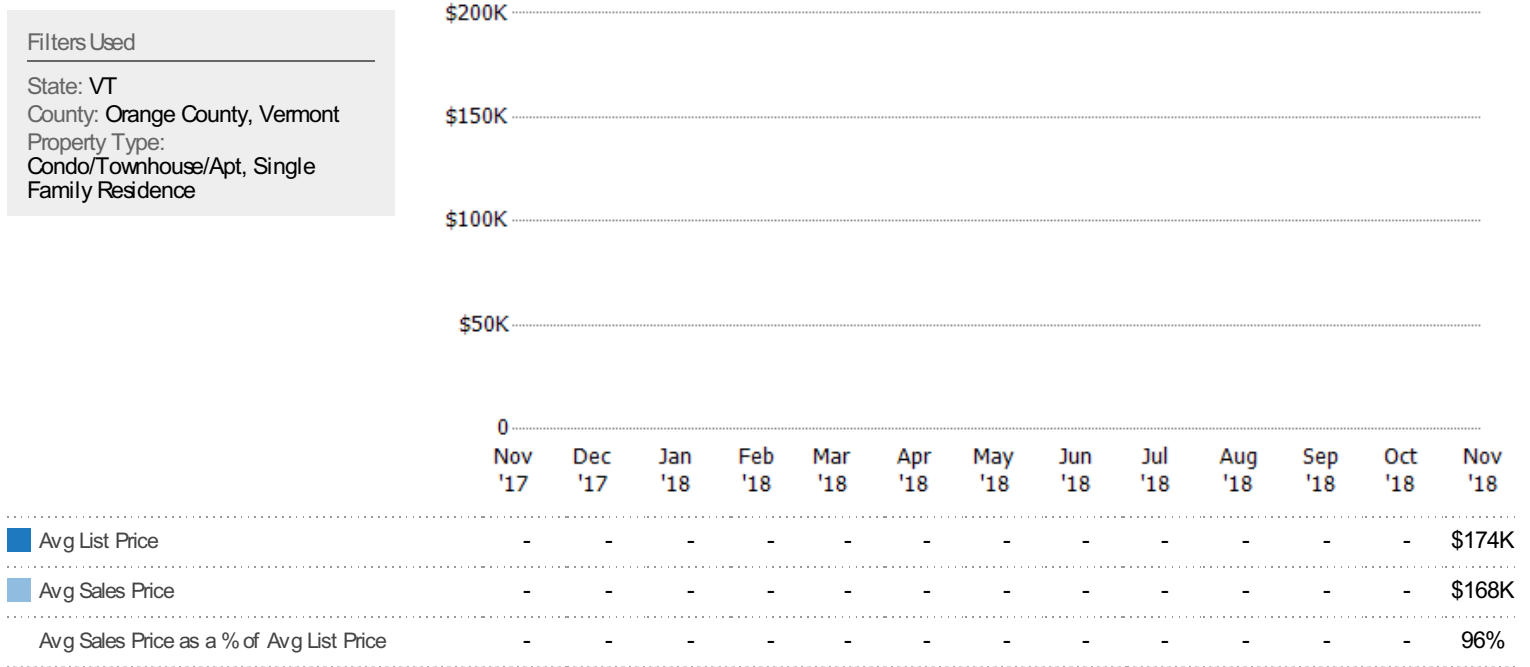 Filters Used
State: VT
County: Orange County, Vermont
Property Type:
Condo/Townhouse/Apt, Single
Family Residence
$200K
$150K
$100K
$50K
0
Nov Dec Jan Feb Mar Apr May Jun Jul Aug Sep Oct Nov
'17 '17 '18 '18 '18 '18 '18 '18 '18 '18 '18 '18 '18
Avg List Price - - - - - - - - - - - - $174K
Avg Sales Price - - - - - - - - - - - - $168K
Avg Sales Price as a % of Avg List Price - - - - - - - - - - - - 96%